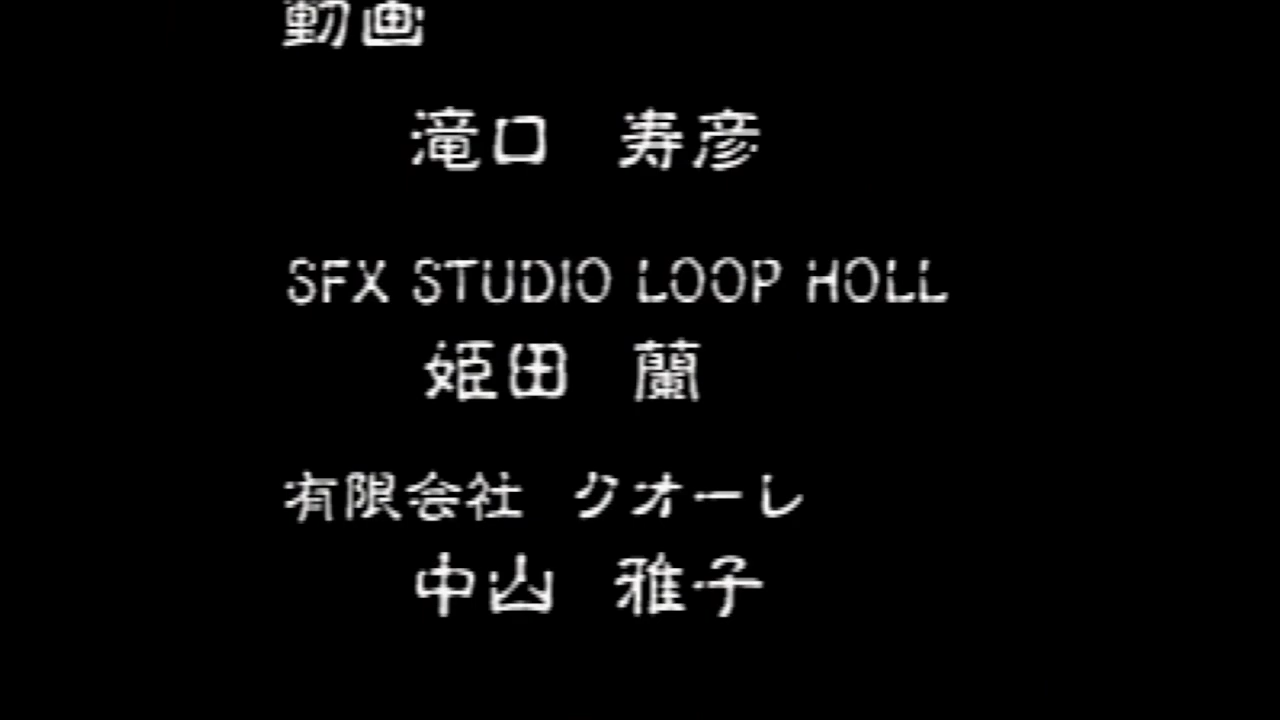 動画
滝口 寿彦
SFX STUDIO LOOP HOLL
姫田 蘭
有限会社 クオーレ
中山 雅子